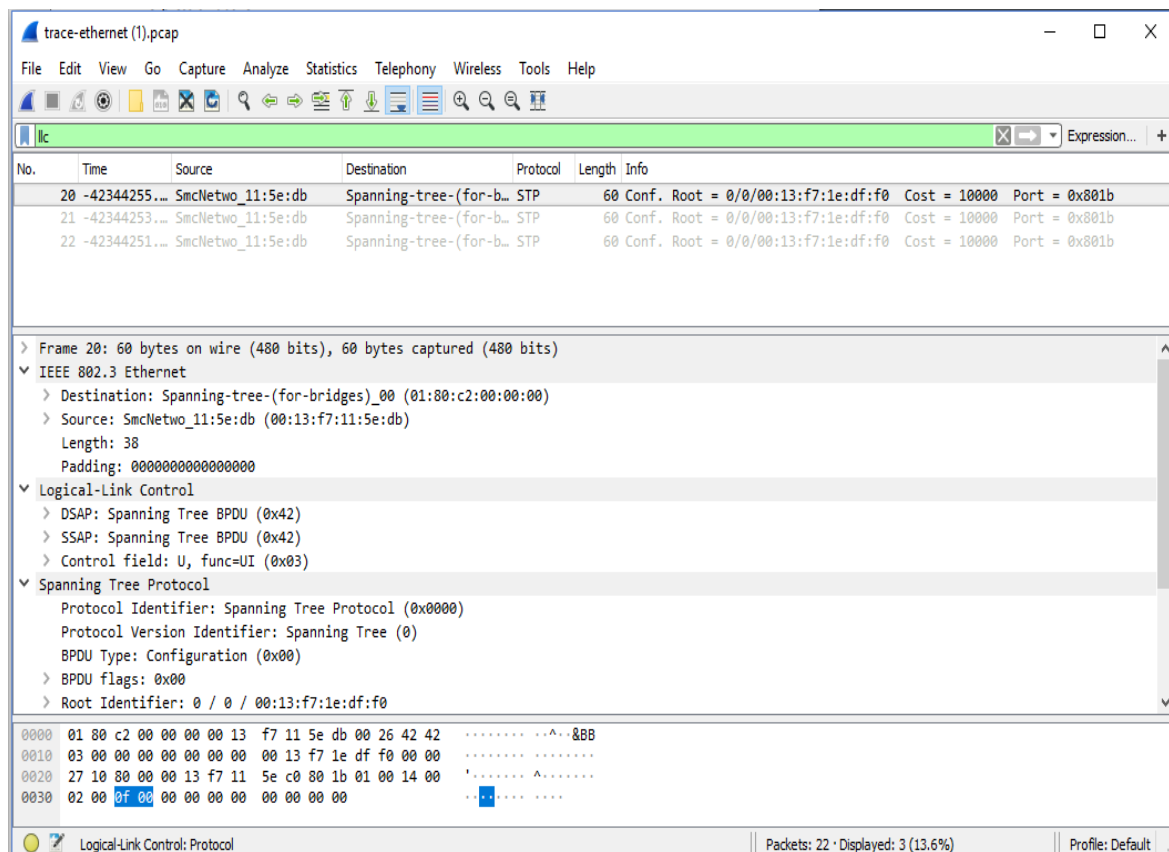 trace-ethernet (1).pcap
File Edit View Go Capture Analyze Statistics Telephony Wireless Tools Help
llc Expression... +
No. Time Source Destination Protocol Length Info
20 -42344255.… SmcNetwo_11:5e:db Spanning-tree-(for-b… STP 60 Conf. Root = 0/0/00:13:f7:1e:df:f0 Cost = 10000 Port = 0x801b
21 -42344253.… SmcNetwo_11:5e:db Spanning-tree-(for-b… STP 60 Conf. Root = 0/0/00:13:f7:1e:df:f0 Cost = 10000 Port = 0x801b
22 -42344251.… SmcNetwo_11:5e:db Spanning-tree-(for-b… STP 60 Conf. Root = 0/0/00:13:f7:1e:df:f0 Cost = 10000 Port = 0x801b
Frame 20: 60 bytes on wire (480 bits), 60 bytes captured (480 bits)
IEEE 802.3 Ethernet
Destination: Spanning-tree-(for-bridges)_00 (01:80:c2:00:00:00)
Source: SmcNetwo_11:5e:db (00:13:f7:11:5e:db)
Length: 38
Padding: 0000000000000000
Logical-Link Control
DSAP: Spanning Tree BPDU (0x42)
SSAP: Spanning Tree BPDU (0x42)
Control field: U, func=UI (0x03)
Spanning Tree Protocol
Protocol Identifier: Spanning Tree Protocol (0x0000)
Protocol Version Identifier: Spanning Tree (0)
BPDU Type: Configuration (0x00)
BPDU flags: 0x00
Root Identifier: 0 / 0 / 00:13:f7:1e:df:f0
0000 01 80 c2 00 00 00 00 13 f7 11 5e db 00 26 42 42 ········ ··^··&BB
0010 03 00 00 00 00 00 00 00 00 13 f7 1e df f0 00 00 ········ ········
0020 27 10 80 00 00 13 f7 11 5e c0 80 1b 01 00 14 00 '······· ^·······
0030 02 00 0f 00 00 00 00 00 00 00 00 00 ········ ····
Logical-Link Control: Protocol Packets: 22 · Displayed: 3 (13.6%) Profile: Default